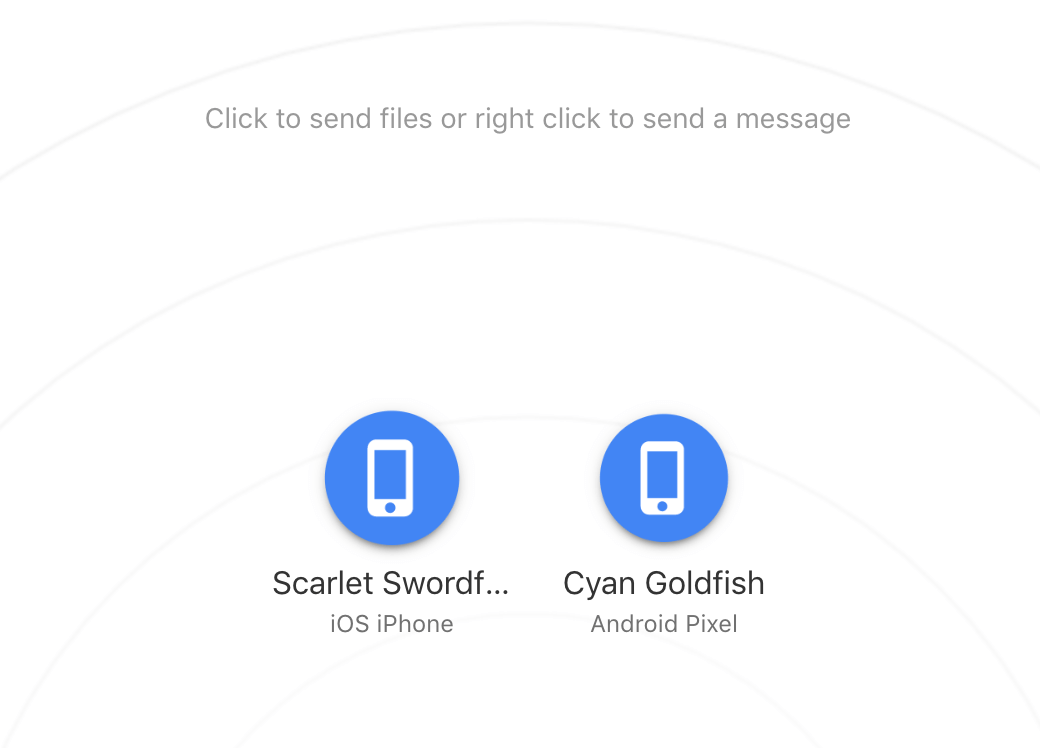 Click to send files or right click to send a message
Scarlet Swordf...
Cyan Goldfish
iOS iPhone
Android Pixel